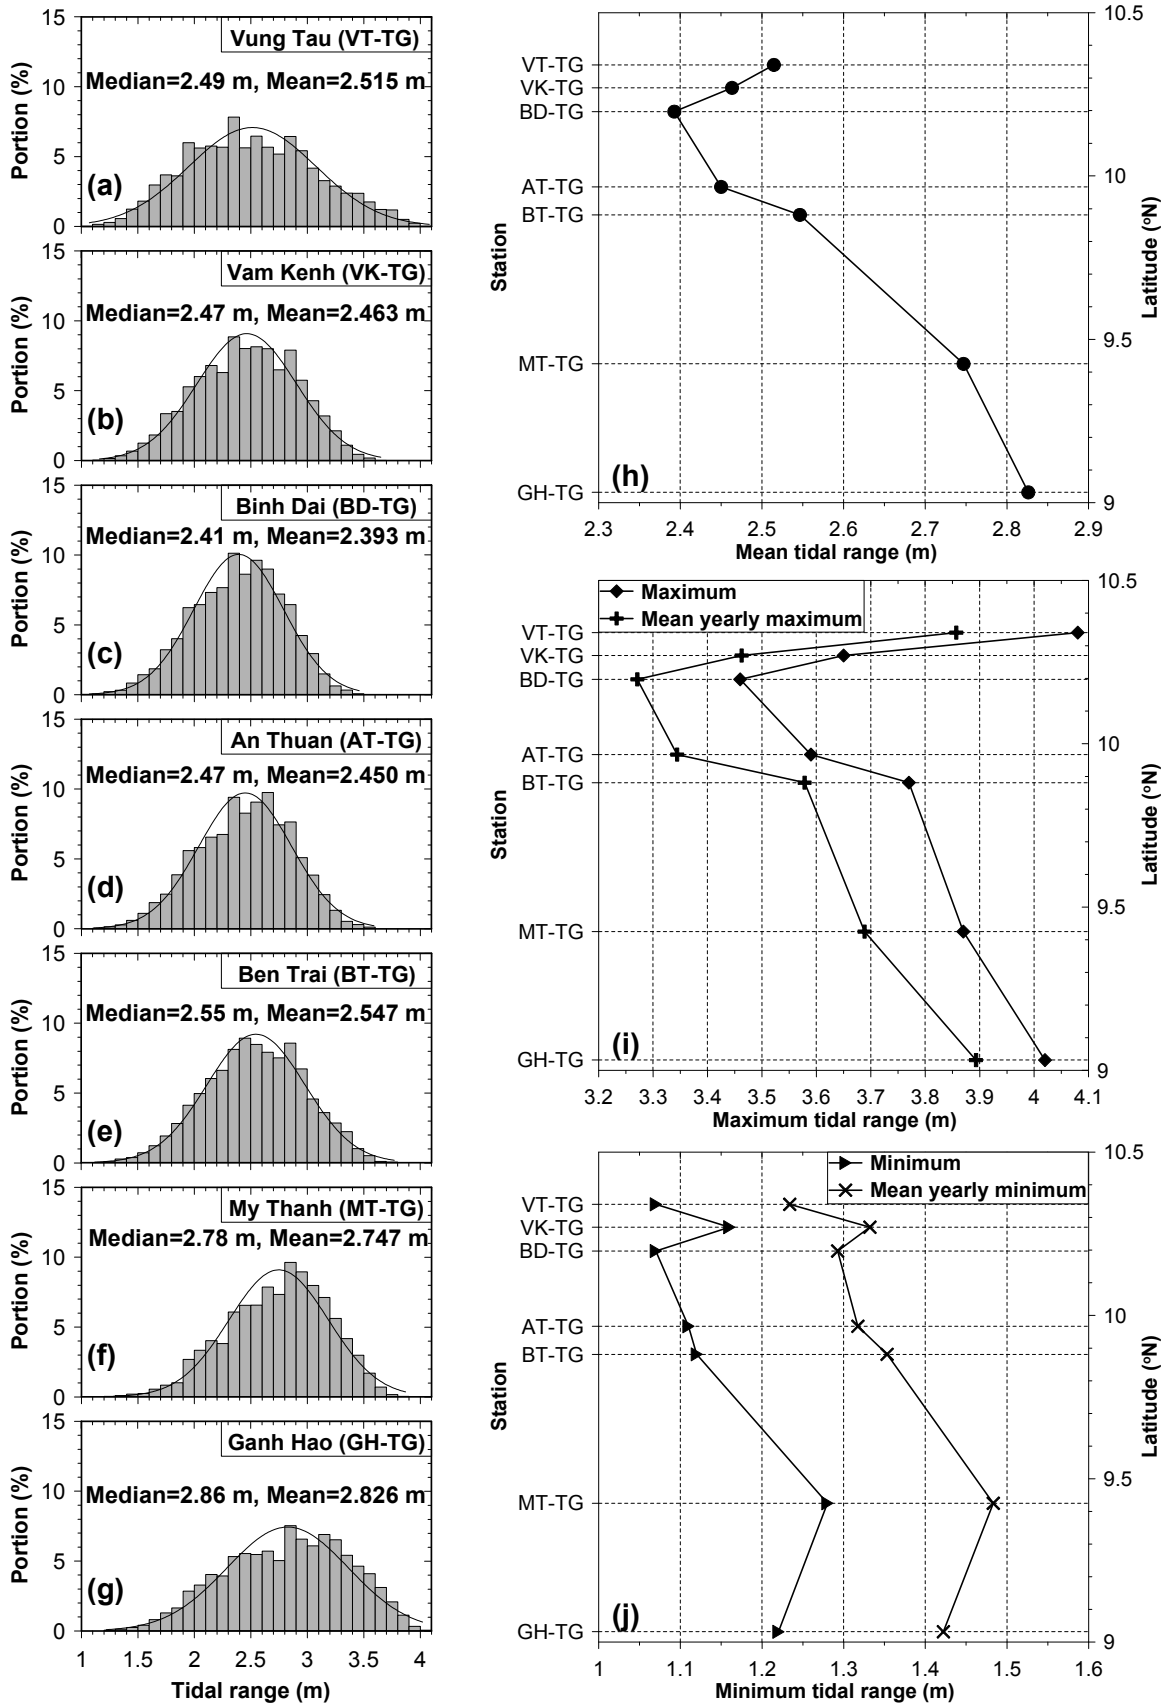 15
10
5
0
Portion (%)
Vung Tau (VT-TG)
Median=2.49 m, Mean=2.515 m
(a)
15
10
5
0
Portion (%)
Vam Kenh (VK-TG)
Median=2.47 m, Mean=2.463 m
(b)
15
10
5
0
Portion (%)
Binh Dai (BD-TG)
Median=2.41 m, Mean=2.393 m
(c)
15
10
5
0
Portion (%)
An Thuan (AT-TG)
Median=2.47 m, Mean=2.450 m
(d)
15
10
5
0
Portion (%)
Ben Trai (BT-TG)
Median=2.55 m, Mean=2.547 m
(e)
15
10
5
0
Portion (%)
My Thanh (MT-TG)
Median=2.78 m, Mean=2.747 m
(f)
15
10
5
0
Portion (%)
Ganh Hao (GH-TG)
Median=2.86 m, Mean=2.826 m
(g)
1 1.5 2 2.5 3 3.5 4
Tidal range (m)
VT-TG
VK-TG
BD-TG
AT-TG
BT-TG
MT-TG
GH-TG
Station
(h)
10.5
10
9.5
9
Latitude (ºN)
2.3 2.4 2.5 2.6 2.7 2.8 2.9
Mean tidal range (m)
Maximum
Mean yearly maximum
VT-TG
VK-TG
BD-TG
AT-TG
BT-TG
MT-TG
GH-TG
Station
(i)
10.5
10
9.5
9
Latitude (ºN)
3.2 3.3 3.4 3.5 3.6 3.7 3.8 3.9 4 4.1
Maximum tidal range (m)
Minimum
Mean yearly minimum
VT-TG
VK-TG
BD-TG
AT-TG
BT-TG
MT-TG
GH-TG
Station
(j)
10.5
10
9.5
9
Latitude (ºN)
1 1.1 1.2 1.3 1.4 1.5 1.6
Minimum tidal range (m)